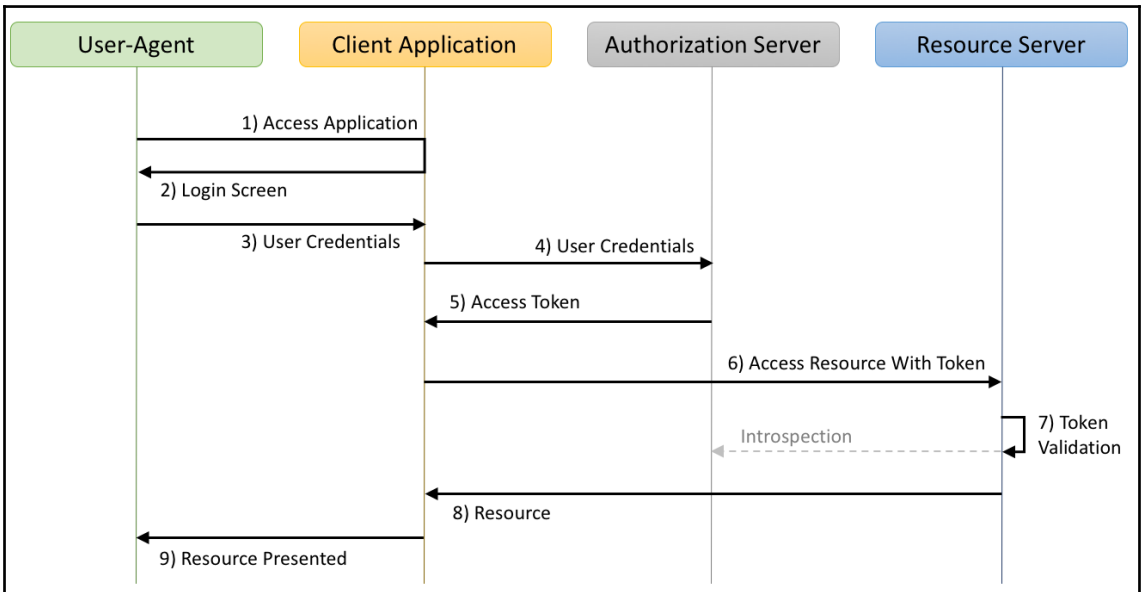 User-Agent
Client Application
Authorization Server
Resource Server
1) Access Application
2) Login Screen
3) User Credentials
4) User Credentials
5) Access Token
6) Access Resource With Token
7) Token
Validation
Introspection
8) Resource
9) Resource Presented